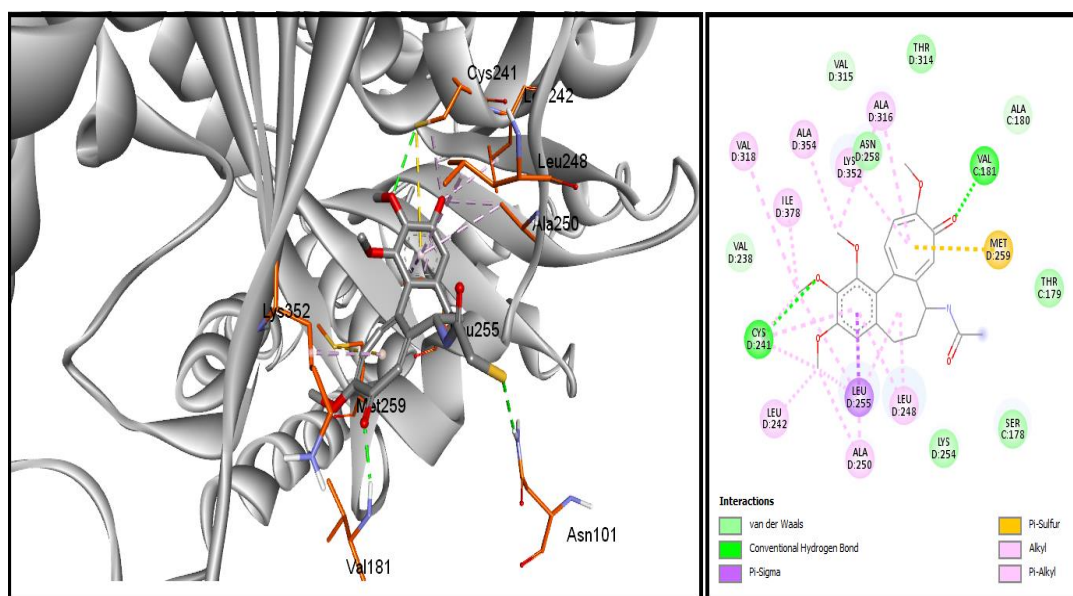 Cys241
Leu248
Ala250
Lys352
Met259
Asn101
Val181
THR
D:314
VAL
D:315
ALA
D:316
ALA
C:180
ALA
D:354
VAL
D:318
ASN
D:258
LYS
D:352
VAL
C:181
ILE
D:378
VAL
D:238
MET
D:259
THR
C:179
CYS
D:241
LEU
D:255
LEU
D:248
LEU
D:242
SER
C:178
LYS
D:254
ALA
D:250
Interactions
van der Waals
Conventional Hydrogen Bond
Pi-Sigma
Pi-Sulfur
Alkyl
Pi-Alkyl